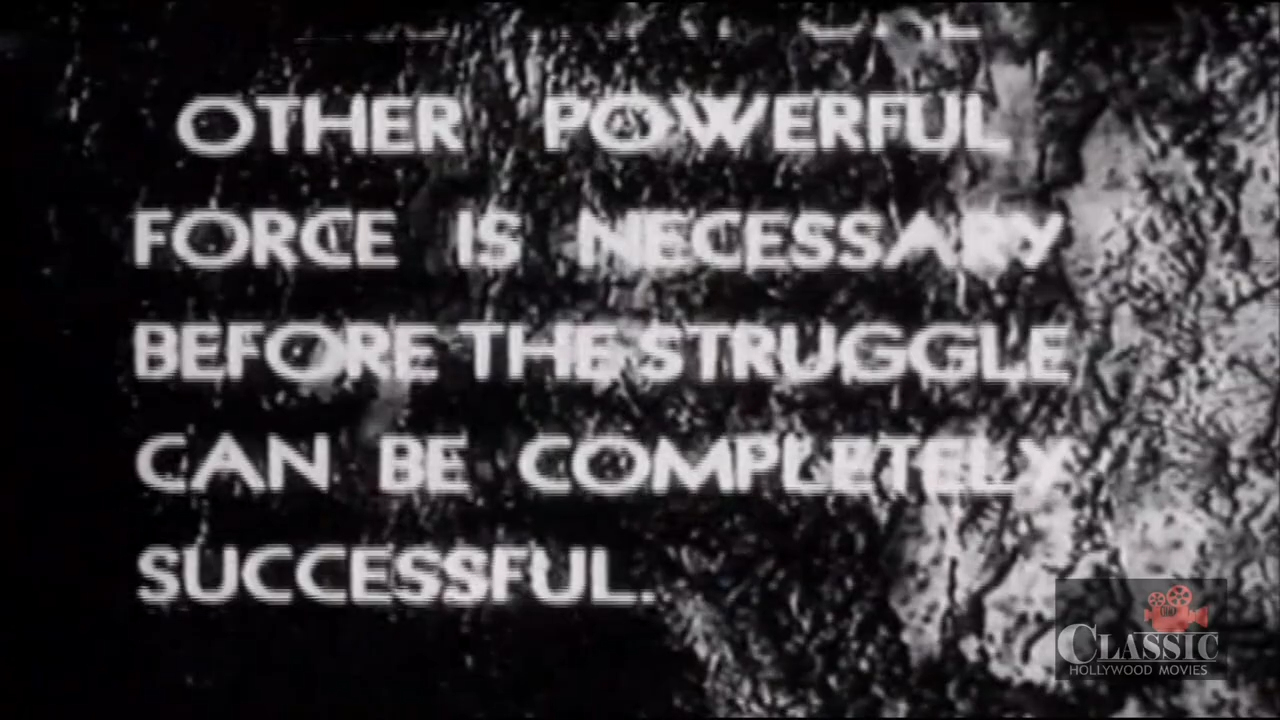 OTHER POWERFUL
FORCE IS NECESSARY
BEFORE THE STRUGGLE
CAN BE COMPLETELY
SUCCESSFUL.
CLASSIC
HOLLYWOOD MOVIES